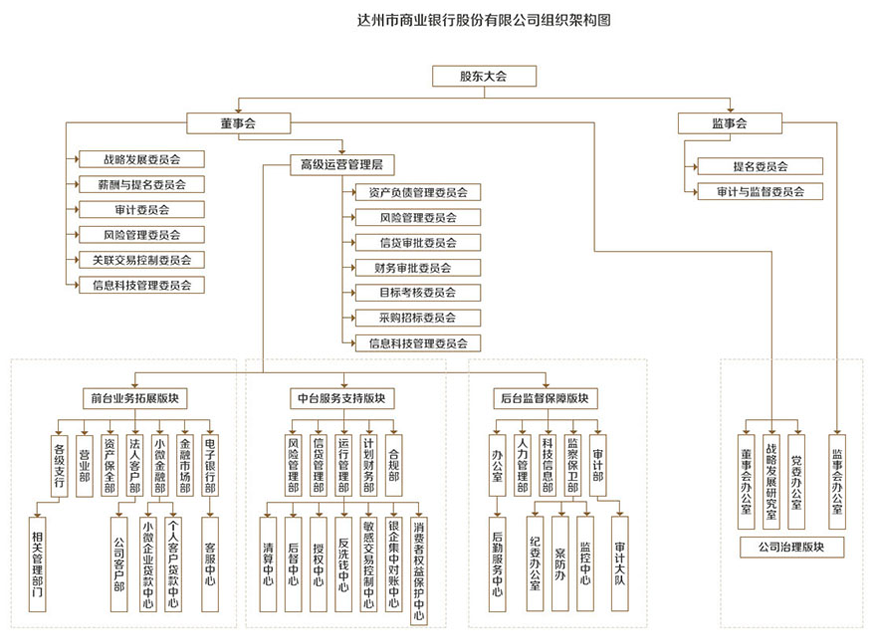 达州市商业银行股份有限公司组织架构图
股东大会
董事会
监事会
战略发展委员会
薪酬与提名委员会
审计委员会
风险管理委员会
关联交易控制委员会
信息科技管理委员会
高级运营管理层
资产负债管理委员会
风险管理委员会
信贷审批委员会
财务审批委员会
目标考核委员会
采购招标委员会
信息科技管理委员会
提名委员会
审计与监督委员会
前台业务拓展版块
各级支行
营业部
资产保全部
法人客户部
小微金融部
金融市场部
电子银行部
相关管理部门
公司客户部
小微企业贷款中心
个人客户贷款中心
客服中心
中台服务支持版块
风险管理部
信贷管理部
运行管理部
计划财务部
合规部
清算中心
后督中心
授权中心
反洗钱中心
敏感交易控制中心
银企集中对账中心
消费者权益保护中心
后台监督保障版块
办公室
人力管理部
科技信息部
监察保卫部
审计部
后勤服务中心
纪委办公室
案防办
监控中心
审计大队
董事会办公室
战略发展研究室
党委办公室
监事会办公室
公司治理版块